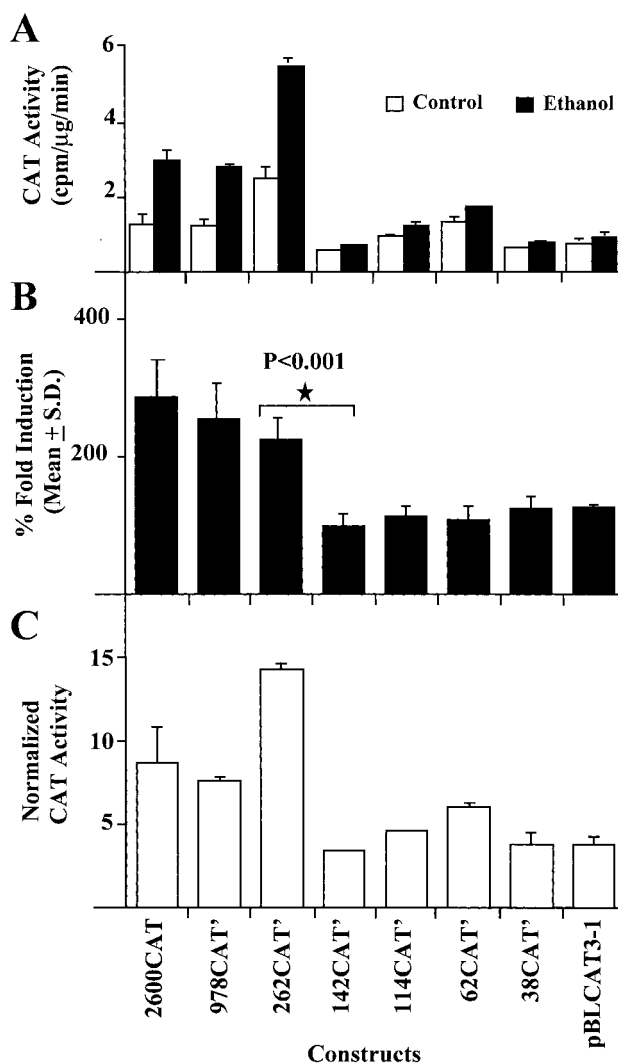 A
CAT Activity
(cpm/μg/min)
6
4
2
Control
Ethanol
B
% Fold Induction
(Mean ± S.D.)
400
200
P<0.001
C
Normalized
CAT Activity
15
10
5
2600CAT
978CAT'
262CAT'
142CAT'
114CAT'
62CAT'
38CAT'
pBLCAT3-1
Constructs